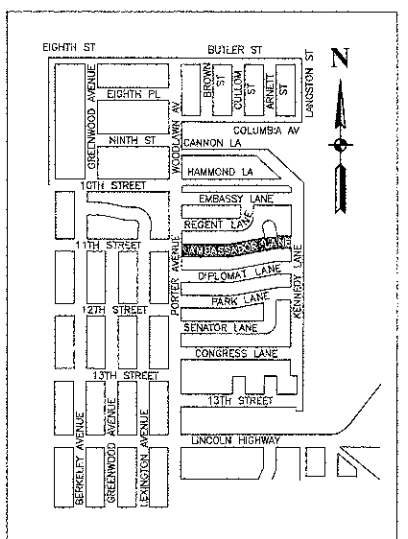 EIGHTH ST
BUTLER ST
N
GREENWOOD AVENUE
EIGHTH PL
WOODLAWN AV
BROWN ST
CULLOM ST
ARNETT ST
LANGSTON ST
COLUMBIA AV
NINTH ST
CANNON LA
HAMMOND LA
10TH STREET
EMBASSY LANE
REGENT LANE
11TH STREET
AMBASSADOR LANE
PORTER AVENUE
DIPLOMAT LANE
KENNEDY LANE
PARK LANE
12TH STREET
SENATOR LANE
CONGRESS LANE
13TH STREET
13TH STREET
LINCOLN HIGHWAY
BERKELEY AVENUE
GREENWOOD AVENUE
LEXINGTON AVENUE